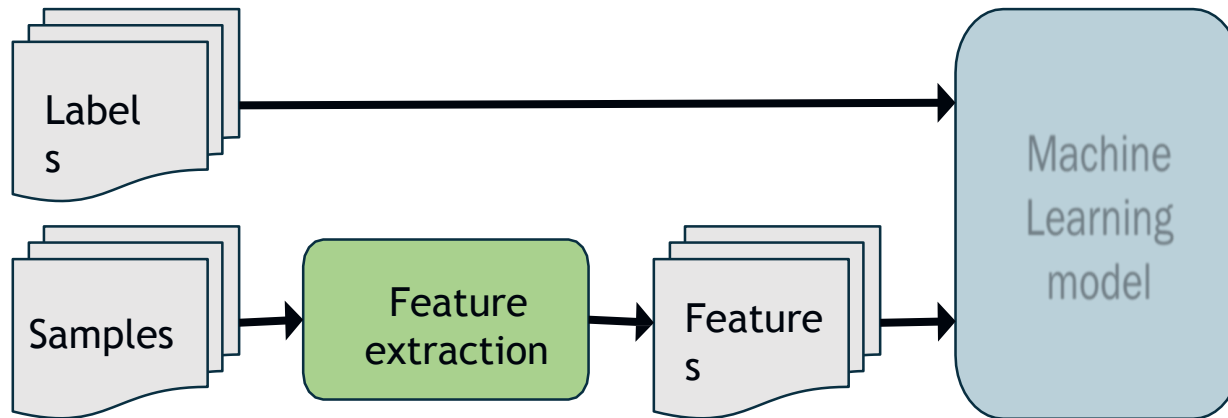 Label
s
Machine
Learning
model
Samples
Feature
extraction
Feature
s